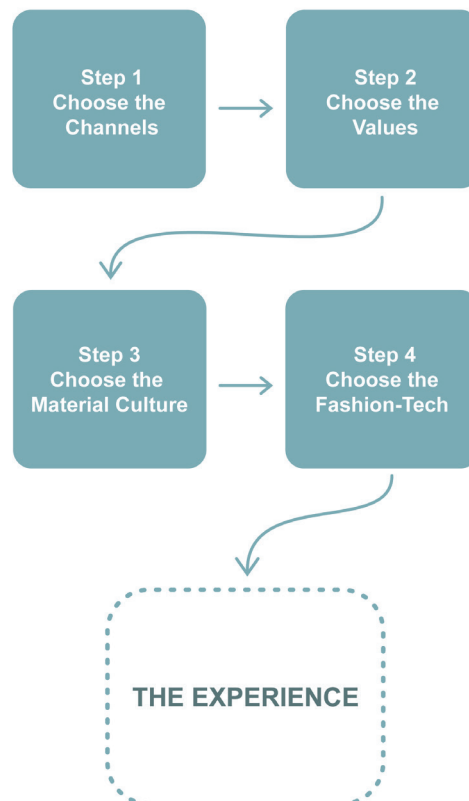 Step 1
Choose the
Channels
Step 2
Choose the
Values
Step 3
Choose the
Material Culture
Step 4
Choose the
Fashion-Tech
THE EXPERIENCE